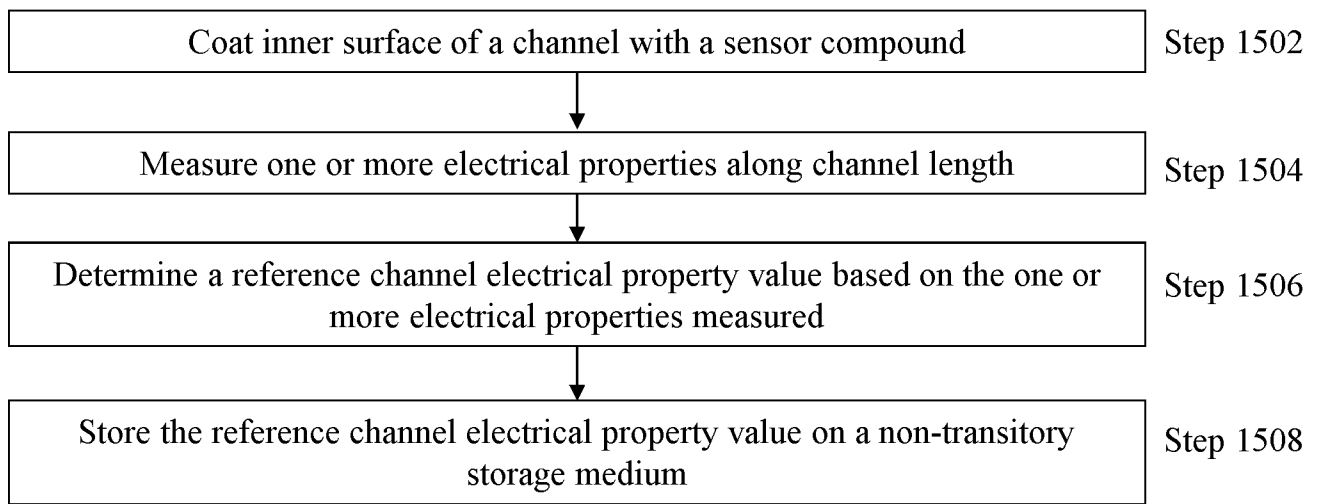 Coat inner surface of a channel with a sensor compound
Step 1502
Measure one or more electrical properties along channel length
Step 1504
Determine a reference channel electrical property value based on the one or
more electrical properties measured
Step 1506
Store the reference channel electrical property value on a non-transitory
storage medium
Step 1508